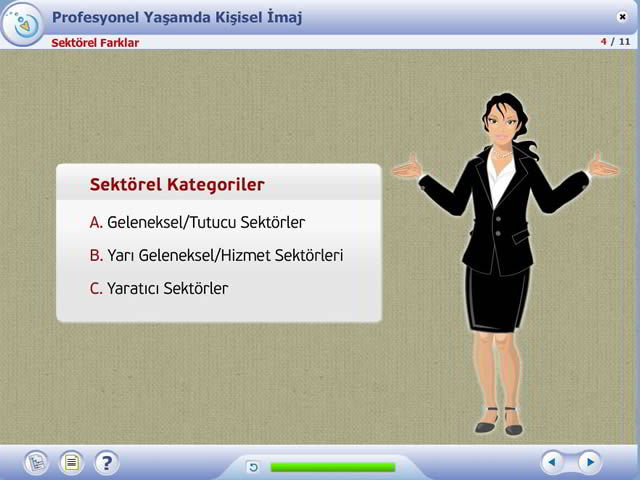 Profesyonel Yaşamda Kişisel İmaj
Sektörel Farklar
4 / 11
Sektörel Kategoriler
A. Geleneksel/Tutucu Sektörler
B. Yarı Geleneksel/Hizmet Sektörleri
C. Yaratıcı Sektörler
?